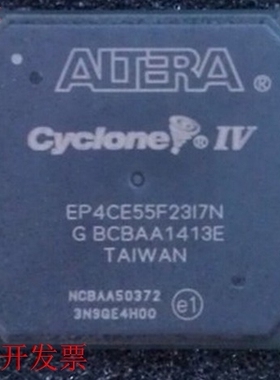 ALTERA®
Cyclone® IV
EP4CE55F23I7N
G BCBAA1413E
TAIWAN
NCBAA50372
3N9QE4H00 e1
开发票